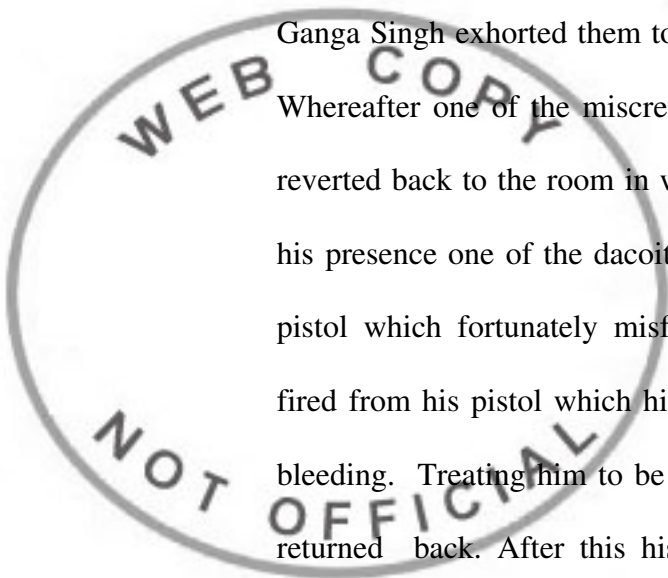 Ganga Singh exhorted them to
Whereafter one of the miscre
reverted back to the room in
his presence one of the dacoit
pistol which fortunately misf
fired from his pistol which hi
bleeding. Treating him to be
returned back. After this his
WEB COPY
NOT OFFICIAL